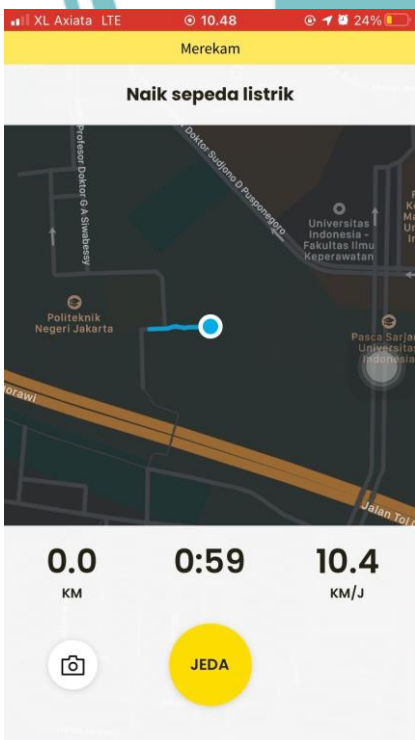 XL Axiata LTE
10.48
24%
Merekam
Naik sepeda listrik
Profesor Doktor G A Siwabessy
Doktor Sudjono D Pusponegoro
Universitas
Indonesia -
Fakultas Ilmu
Keperawatan
Politeknik
Negeri Jakarta
Pasca Sarja
Universitas
Indonesia
orawi
Jalan Tol
0.0
KM
0:59
10.4
KM/J
JEDA